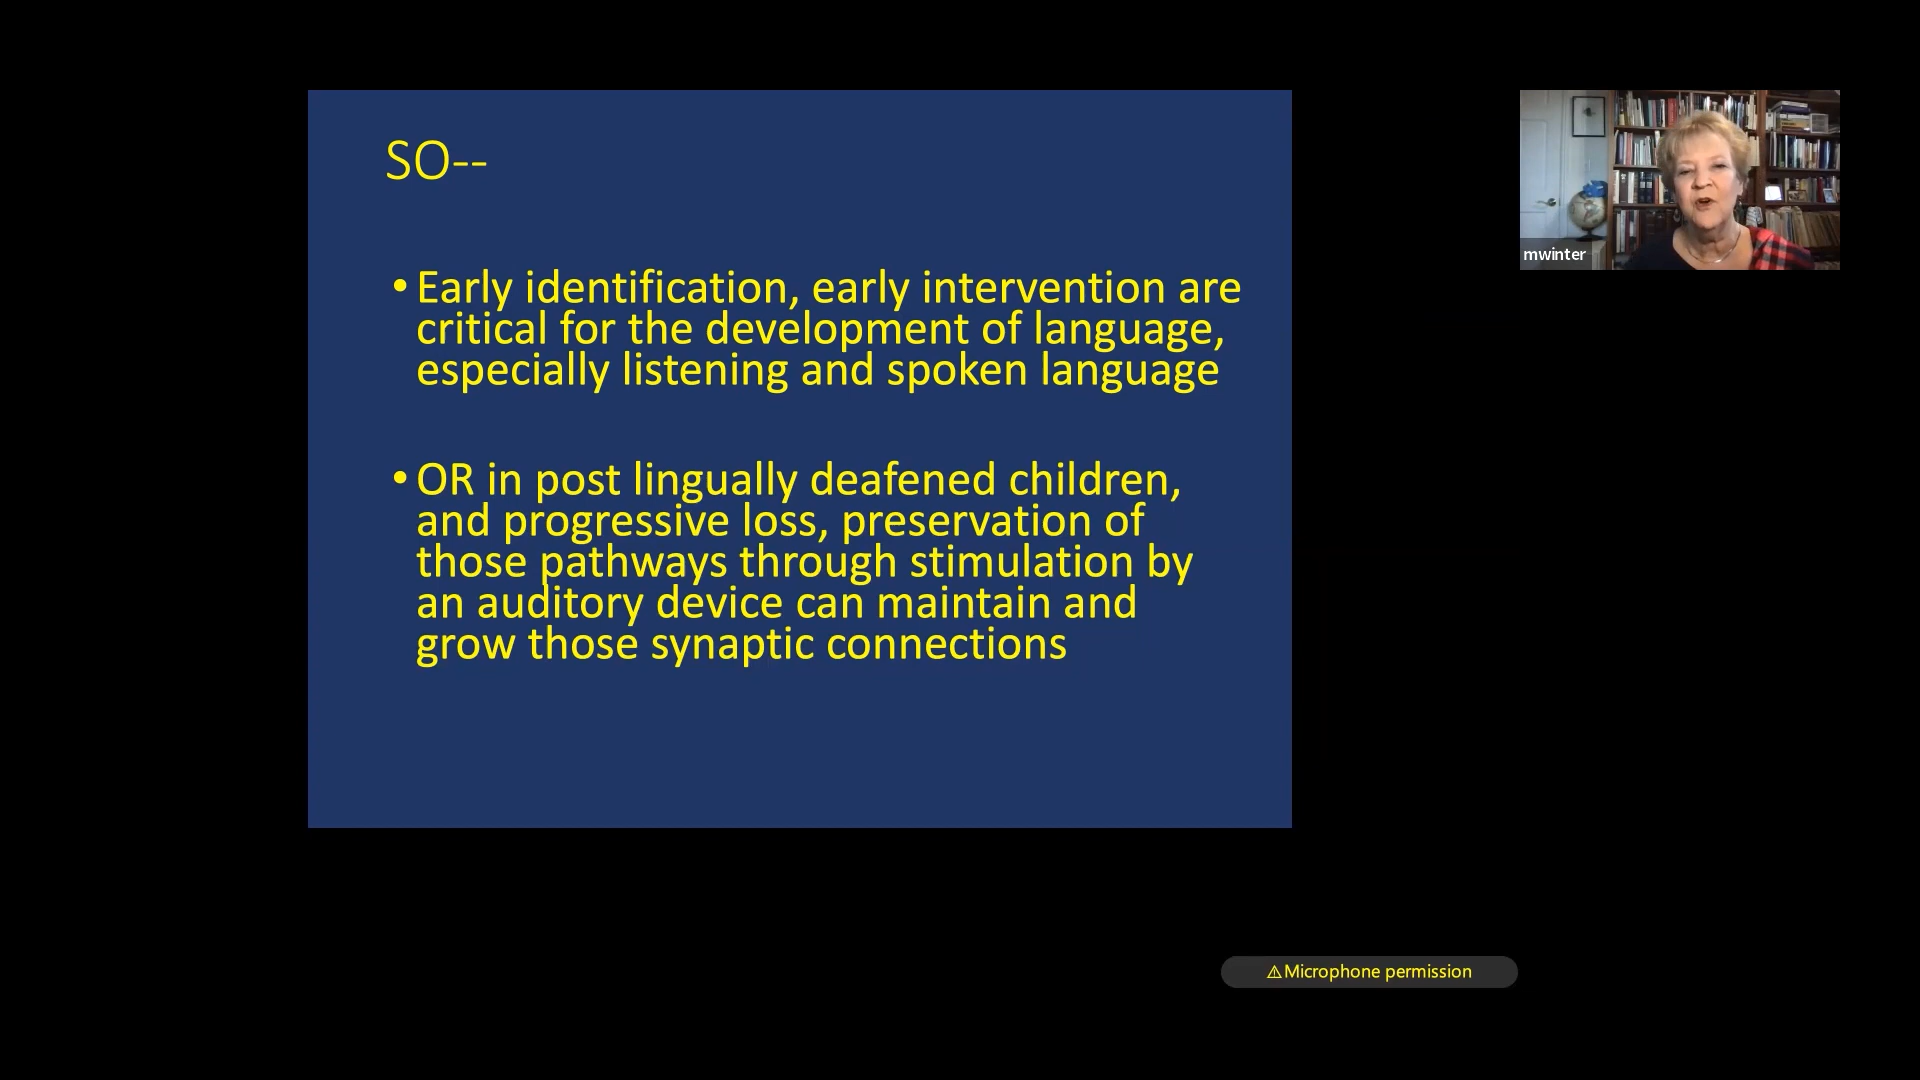 SO--
• Early identification, early intervention are
critical for the development of language,
especially listening and spoken language
• OR in post lingually deafened children,
and progressive loss, preservation of
those pathways through stimulation by
an auditory device can maintain and
grow those synaptic connections
mwinter
⚠Microphone permission